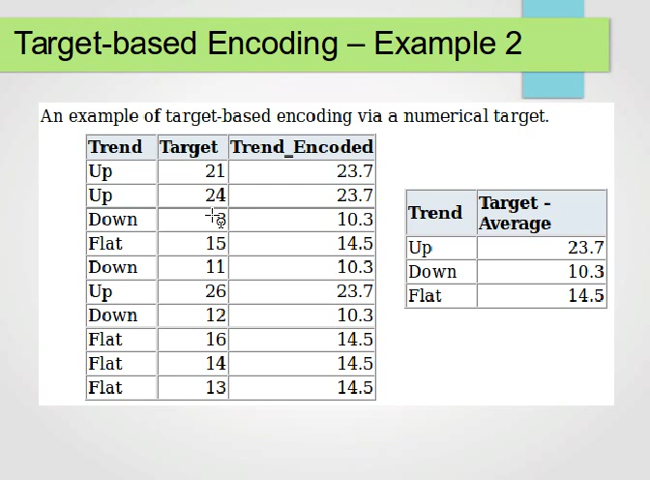 Target-based Encoding – Example 2
An example of target-based encoding via a numerical target.
Trend Target Trend_Encoded
Up 21 23.7
Up 24 23.7
Down 10.3
Flat 15 14.5
Down 11 10.3
Up 26 23.7
Down 12 10.3
Flat 16 14.5
Flat 14 14.5
Flat 13 14.5
Trend Target -
Average
Up 23.7
Down 10.3
Flat 14.5